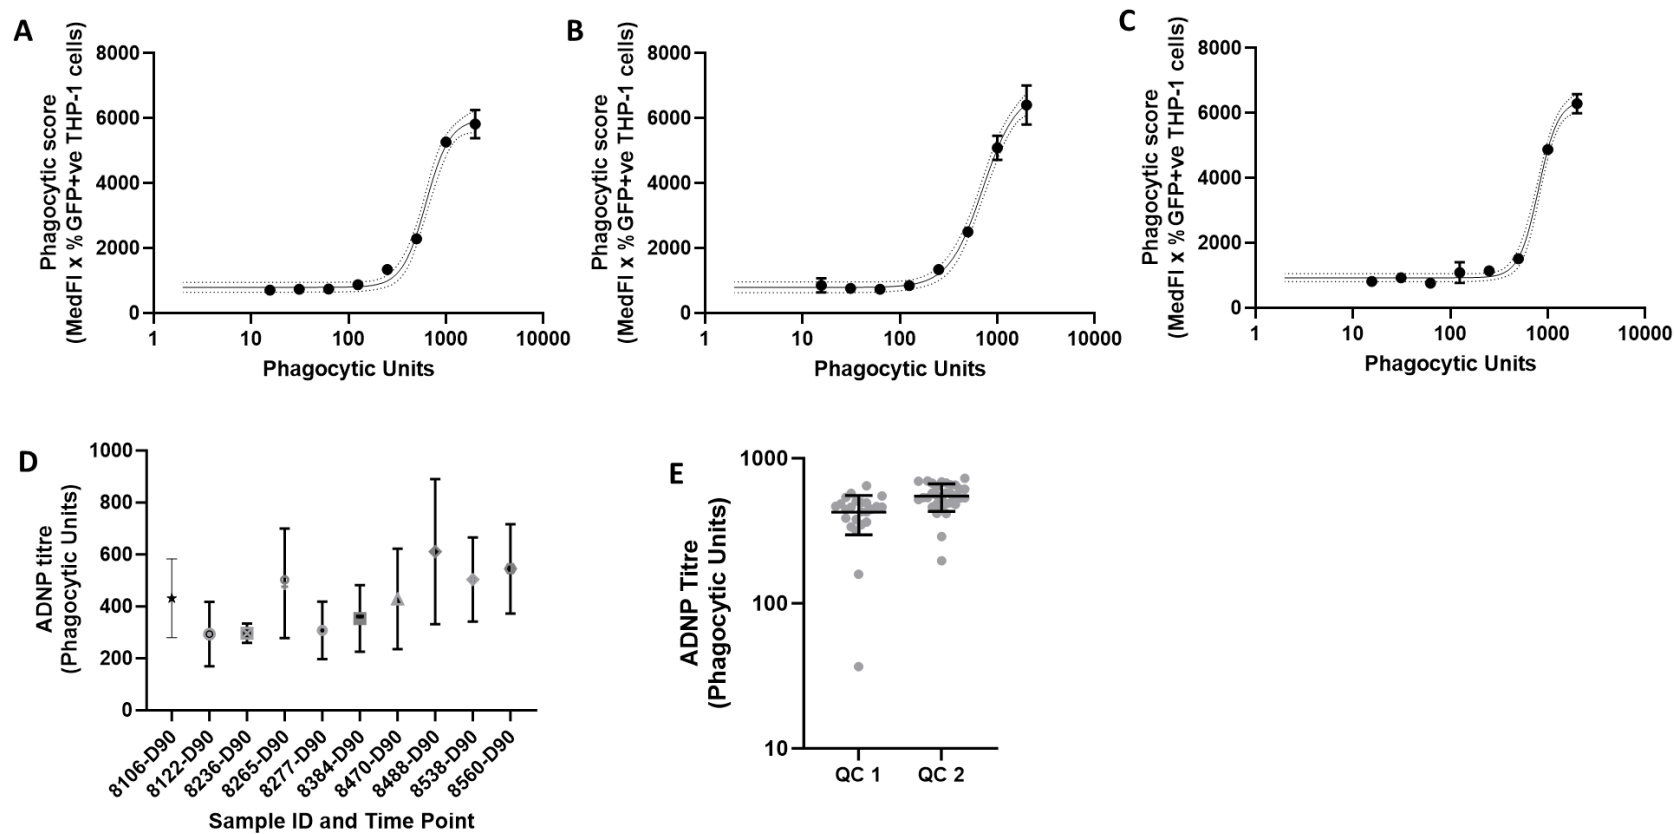 A
Phagocytic score
(MedFI x %GFP+ve THP-1 cells)
8000
6000
4000
2000
0
1 10 100 1000 10000
Phagocytic Units
B
Phagocytic score
(MedFI x %GFP+ve THP-1 cells)
8000
6000
4000
2000
0
1 10 100 1000 10000
Phagocytic Units
C
Phagocytic score
(MedFI x %GFP+ve THP-1 cells)
8000
6000
4000
2000
0
1 10 100 1000 10000
Phagocytic Units
D
ADNP titre
(Phagocytic Units)
1000
800
600
400
200
0
8106-D90
8122-D90
8236-D90
8265-D90
8277-D90
8384-D90
8470-D90
8488-D90
8538-D90
8560-D90
Sample ID and Time Point
E
ADNP Titre
(Phagocytic Units)
1000
100
10
QC 1 QC 2